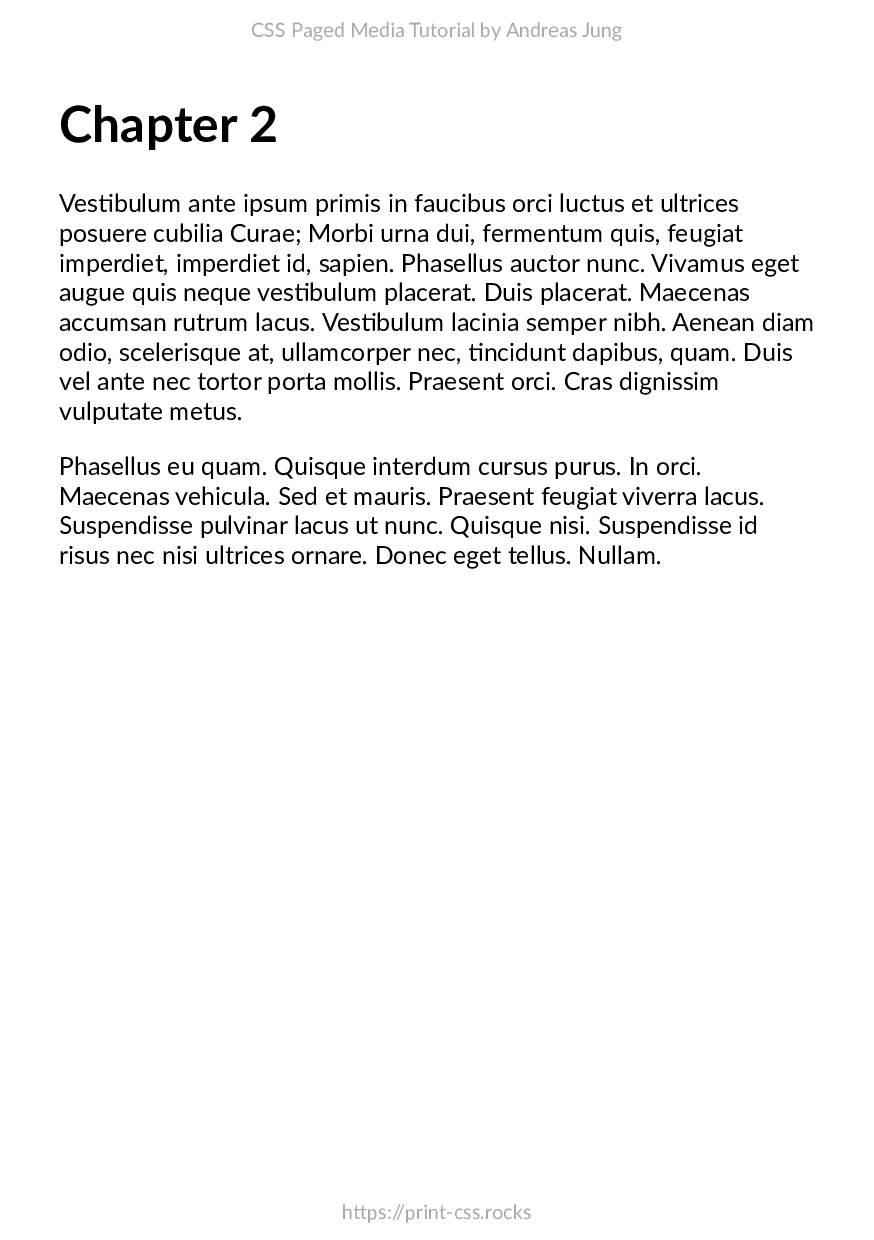 CSS Paged Media Tutorial by Andreas Jung
Chapter 2
Vestibulum ante ipsum primis in faucibus orci luctus et ultrices
posuere cubilia Curae; Morbi urna dui, fermentum quis, feugiat
imperdiet, imperdiet id, sapien. Phasellus auctor nunc. Vivamus eget
augue quis neque vestibulum placerat. Duis placerat. Maecenas
accumsan rutrum lacus. Vestibulum lacinia semper nibh. Aenean diam
odio, scelerisque at, ullamcorper nec, tincidunt dapibus, quam. Duis
vel ante nec tortor porta mollis. Praesent orci. Cras dignissim
vulputate metus.
Phasellus eu quam. Quisque interdum cursus purus. In orci.
Maecenas vehicula. Sed et mauris. Praesent feugiat viverra lacus.
Suspendisse pulvinar lacus ut nunc. Quisque nisi. Suspendisse id
risus nec nisi ultrices ornare. Donec eget tellus. Nullam.
https://print-css.rocks